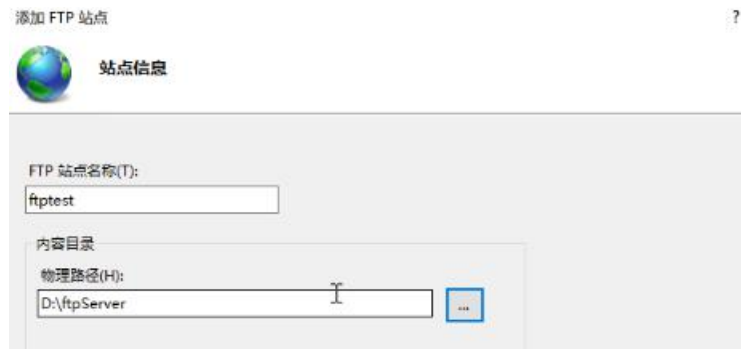 添加 FTP 站点
?
站点信息
FTP 站点名称(T):
ftptest
内容目录
物理路径(H):
D:\ftpServer
...